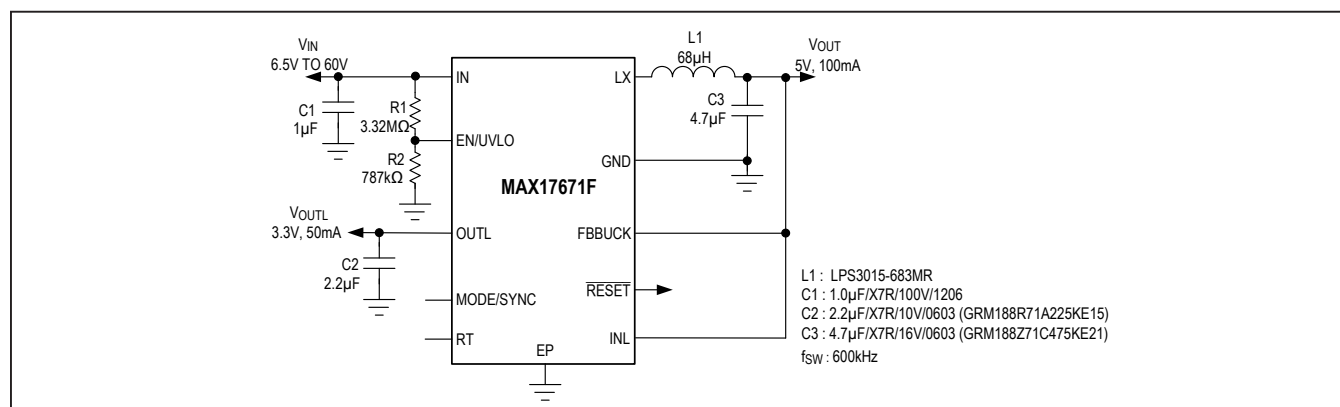 VIN
6.5V TO 60V
C1
1µF
R1
3.32MΩ
R2
787kΩ
VOUTL
3.3V, 50mA
C2
2.2µF
IN
EN/UVLO
OUTL
MODE/SYNC
RT
MAX17671F
EP
LX
GND
FBBUCK
RESET
INL
L1
68µH
C3
4.7µF
VOUT
5V, 100mA
L1 : LPS3015-683MR
C1 : 1.0µF/X7R/100V/1206
C2 : 2.2µF/X7R/10V/0603 (GRM188R71A225KE15)
C3 : 4.7µF/X7R/16V/0603 (GRM188Z71C475KE21)
fSW : 600kHz